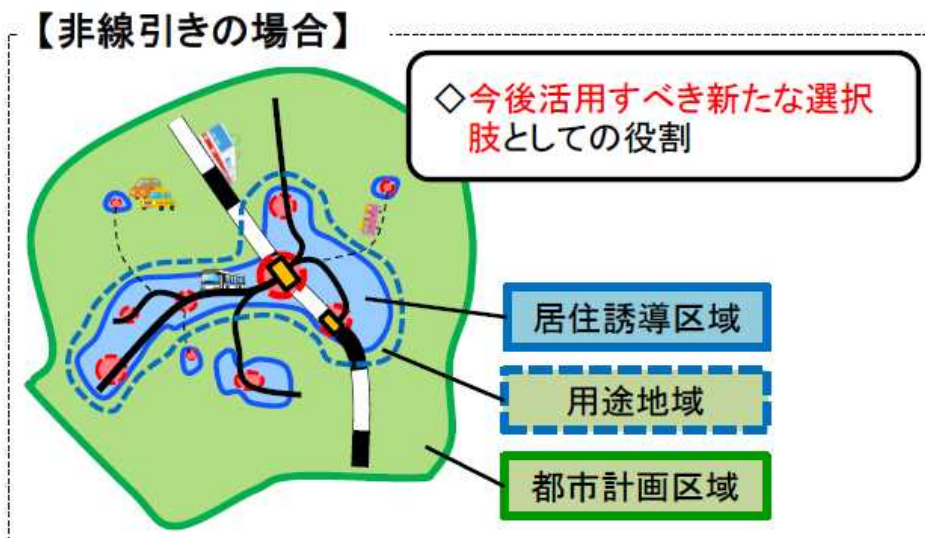 【非線引きの場合】
◇今後活用すべき新たな選択
肢としての役割
居住誘導区域
用途地域
都市計画区域